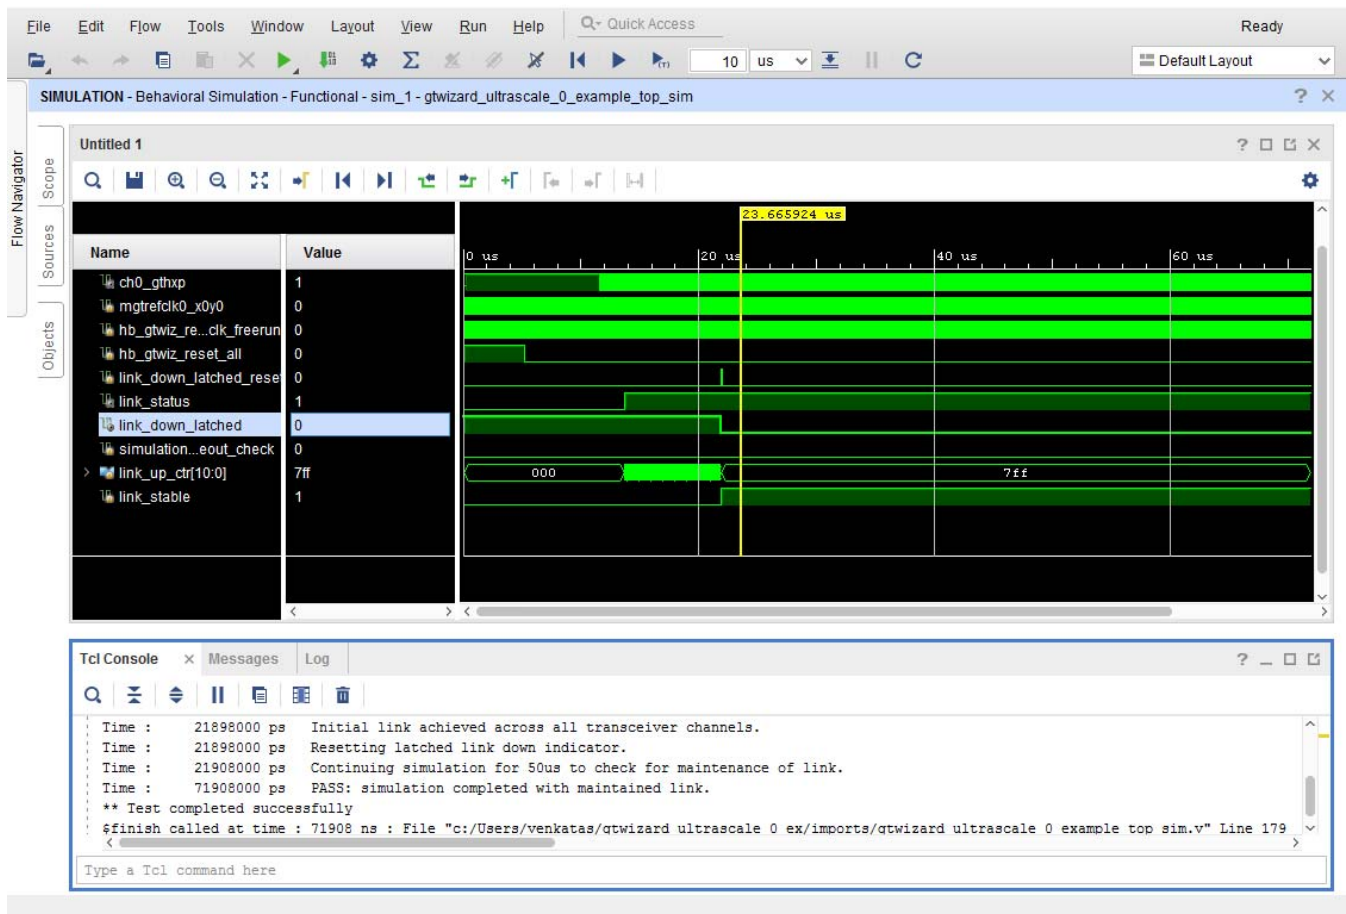 File Edit Flow Tools Window Layout View Run Help Quick Access Ready
10 us Default Layout
SIMULATION - Behavioral Simulation - Functional - sim_1 - gtwizard_ultrascale_0_example_top_sim
Flow Navigator
Scope
Sources
Objects
Untitled 1
23.665924 us
Name Value
0 us 20 us 40 us 60 us
ch0_gthxp 1
mgtrefclk0_x0y0 0
hb_gtwiz_re...clk_freerun 0
hb_gtwiz_reset_all 0
link_down_latched_reset 0
link_status 1
link_down_latched 0
simulation...eout_check 0
link_up_ctr[10:0] 7ff 000 7ff
link_stable 1
Tcl Console Messages Log
Time : 21898000 ps Initial link achieved across all transceiver channels.
Time : 21898000 ps Resetting latched link down indicator.
Time : 21908000 ps Continuing simulation for 50us to check for maintenance of link.
Time : 71908000 ps PASS: simulation completed with maintained link.
** Test completed successfully
$finish called at time : 71908 ns : File "c:/Users/venkatas/gtwizard_ultrascale_0_ex/imports/gtwizard_ultrascale_0_example_top_sim.v" Line 179
Type a Tcl command here